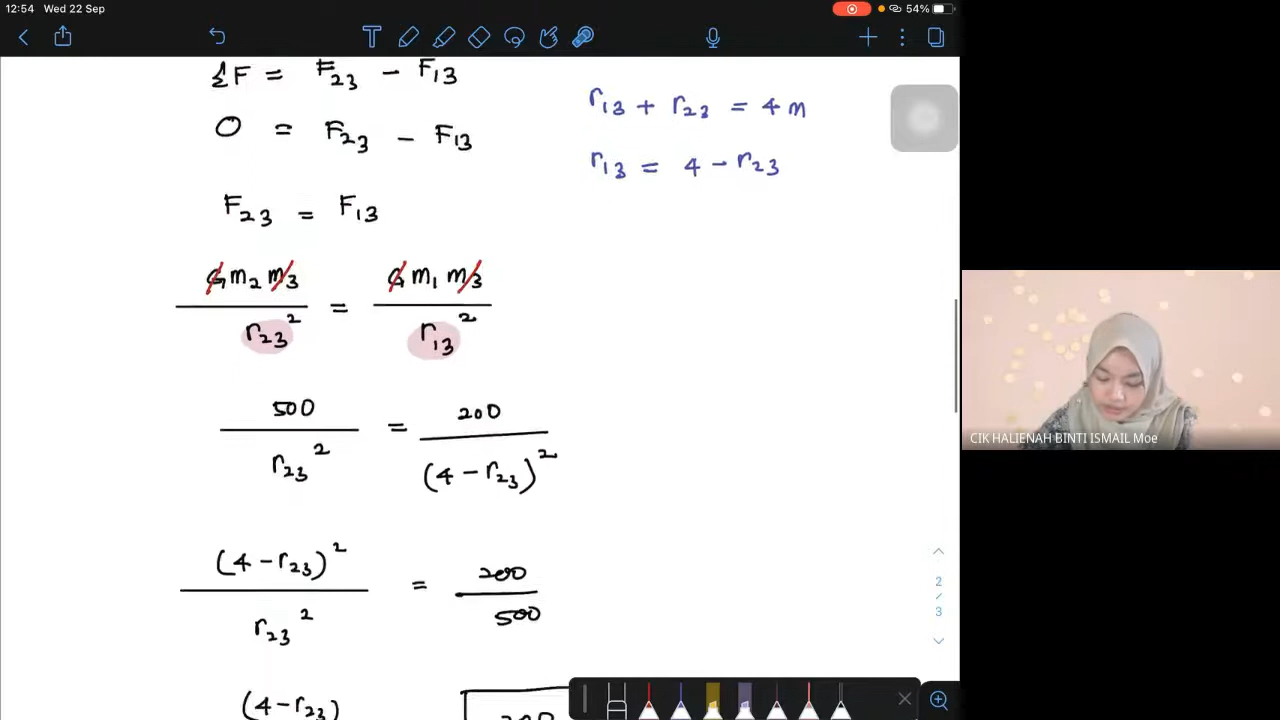 12:54 Wed 22 Sep
54%
ΣF = F₂₃ − F₁₃
0 = F₂₃ − F₁₃
F₂₃ = F₁₃
G m₂ m₃ / r₂₃² = G m₁ m₃ / r₁₃²
500 / r₂₃² = 200 / (4 − r₂₃)²
(4 − r₂₃)² / r₂₃² = 200 / 500
(4 − r₂₃)
200
r₁₃ + r₂₃ = 4 m
r₁₃ = 4 − r₂₃
2 / 3
CIK HALIENAH BINTI ISMAIL Moe